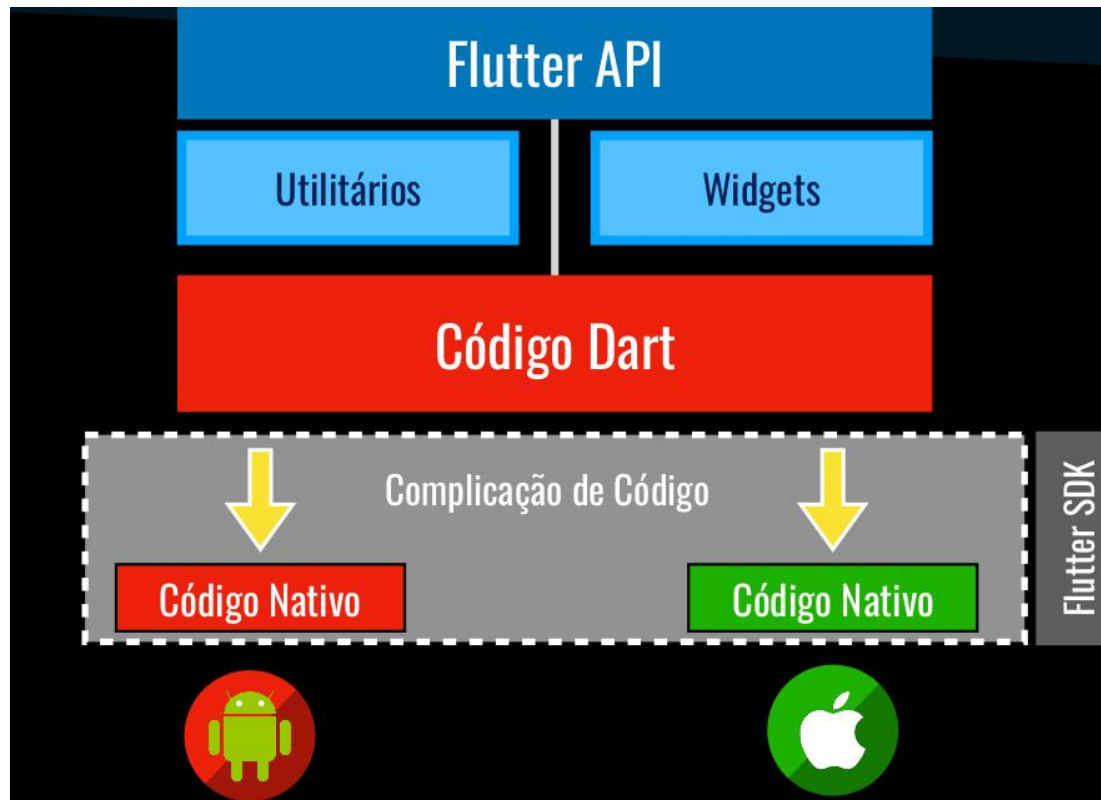 Flutter API
Utilitários
Widgets
Código Dart
Complicação de Código
Flutter SDK
Código Nativo
Código Nativo